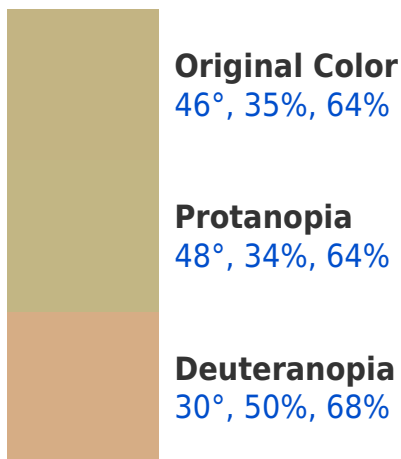 Original Color
46°, 35%, 64%
Protanopia
48°, 34%, 64%
Deuteranopia
30°, 50%, 68%